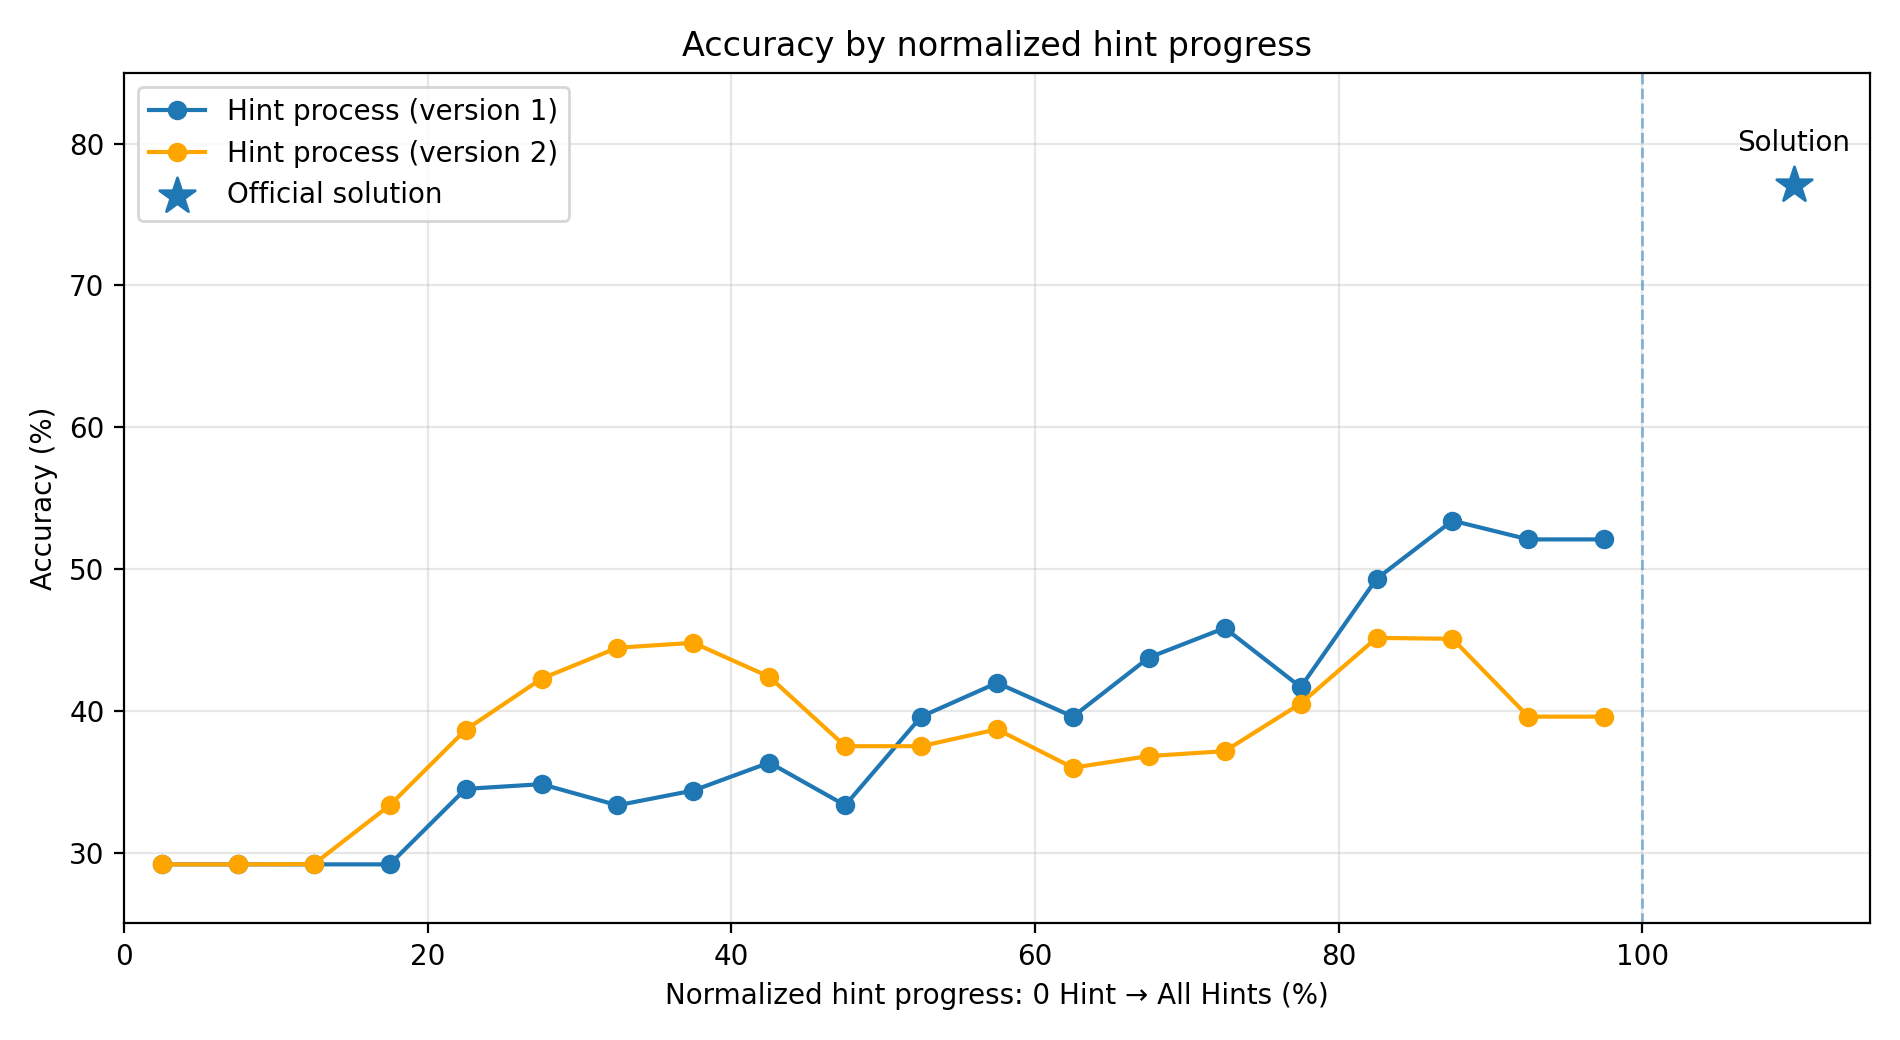 Accuracy by normalized hint progress
Hint process (version 1)
Hint process (version 2)
Official solution
Solution
Accuracy (%)
80
70
60
50
40
30
0 20 40 60 80 100
Normalized hint progress: 0 Hint → All Hints (%)